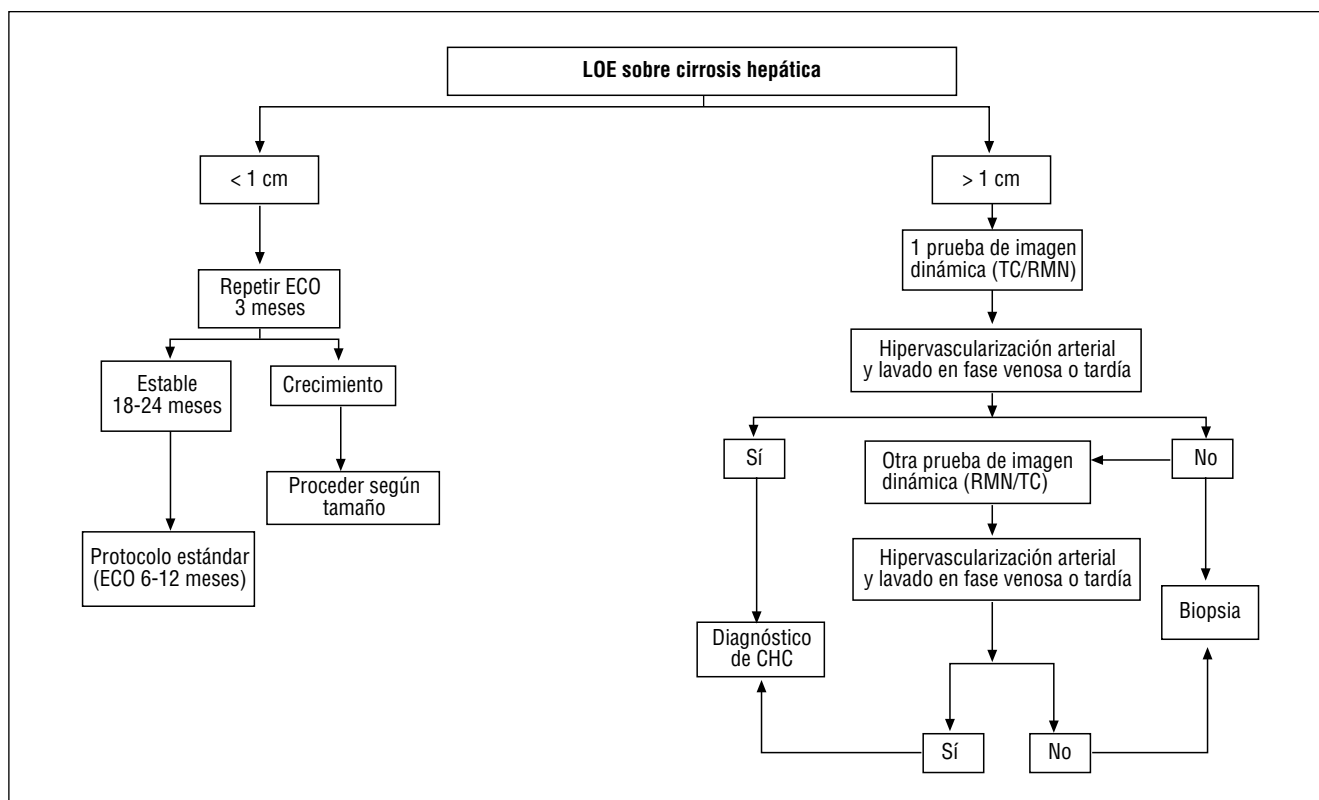 LOE sobre cirrosis hepática
< 1 cm
> 1 cm
Repetir ECO
3 meses
1 prueba de imagen
dinámica (TC/RMN)
Estable
18-24 meses
Crecimiento
Hipervascularización arterial
y lavado en fase venosa o tardía
Proceder según
tamaño
Protocolo estándar
(ECO 6-12 meses)
Sí
Otra prueba de imagen
dinámica (RMN/TC)
No
Hipervascularización arterial
y lavado en fase venosa o tardía
Diagnóstico
de CHC
Biopsia
Sí
No